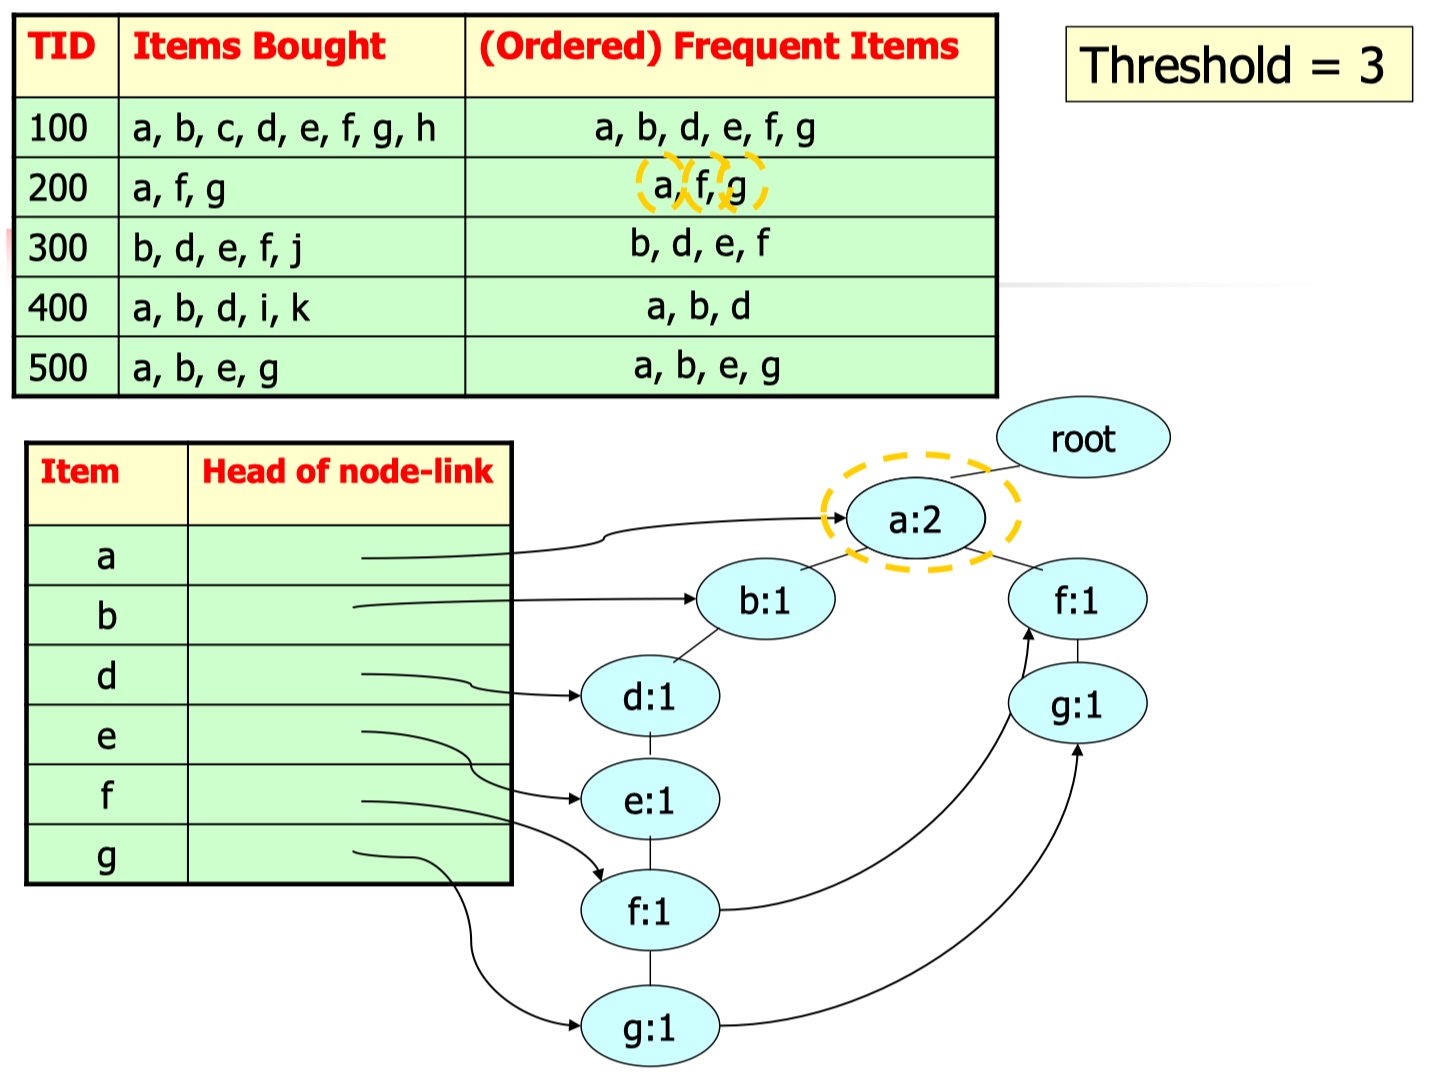 TID Items Bought (Ordered) Frequent Items
100 a, b, c, d, e, f, g, h a, b, d, e, f, g
200 a, f, g a, f, g
300 b, d, e, f, j b, d, e, f
400 a, b, d, i, k a, b, d
500 a, b, e, g a, b, e, g
Threshold = 3
Item Head of node-link
a
b
d
e
f
g
root
a:2
b:1
f:1
d:1
g:1
e:1
f:1
g:1